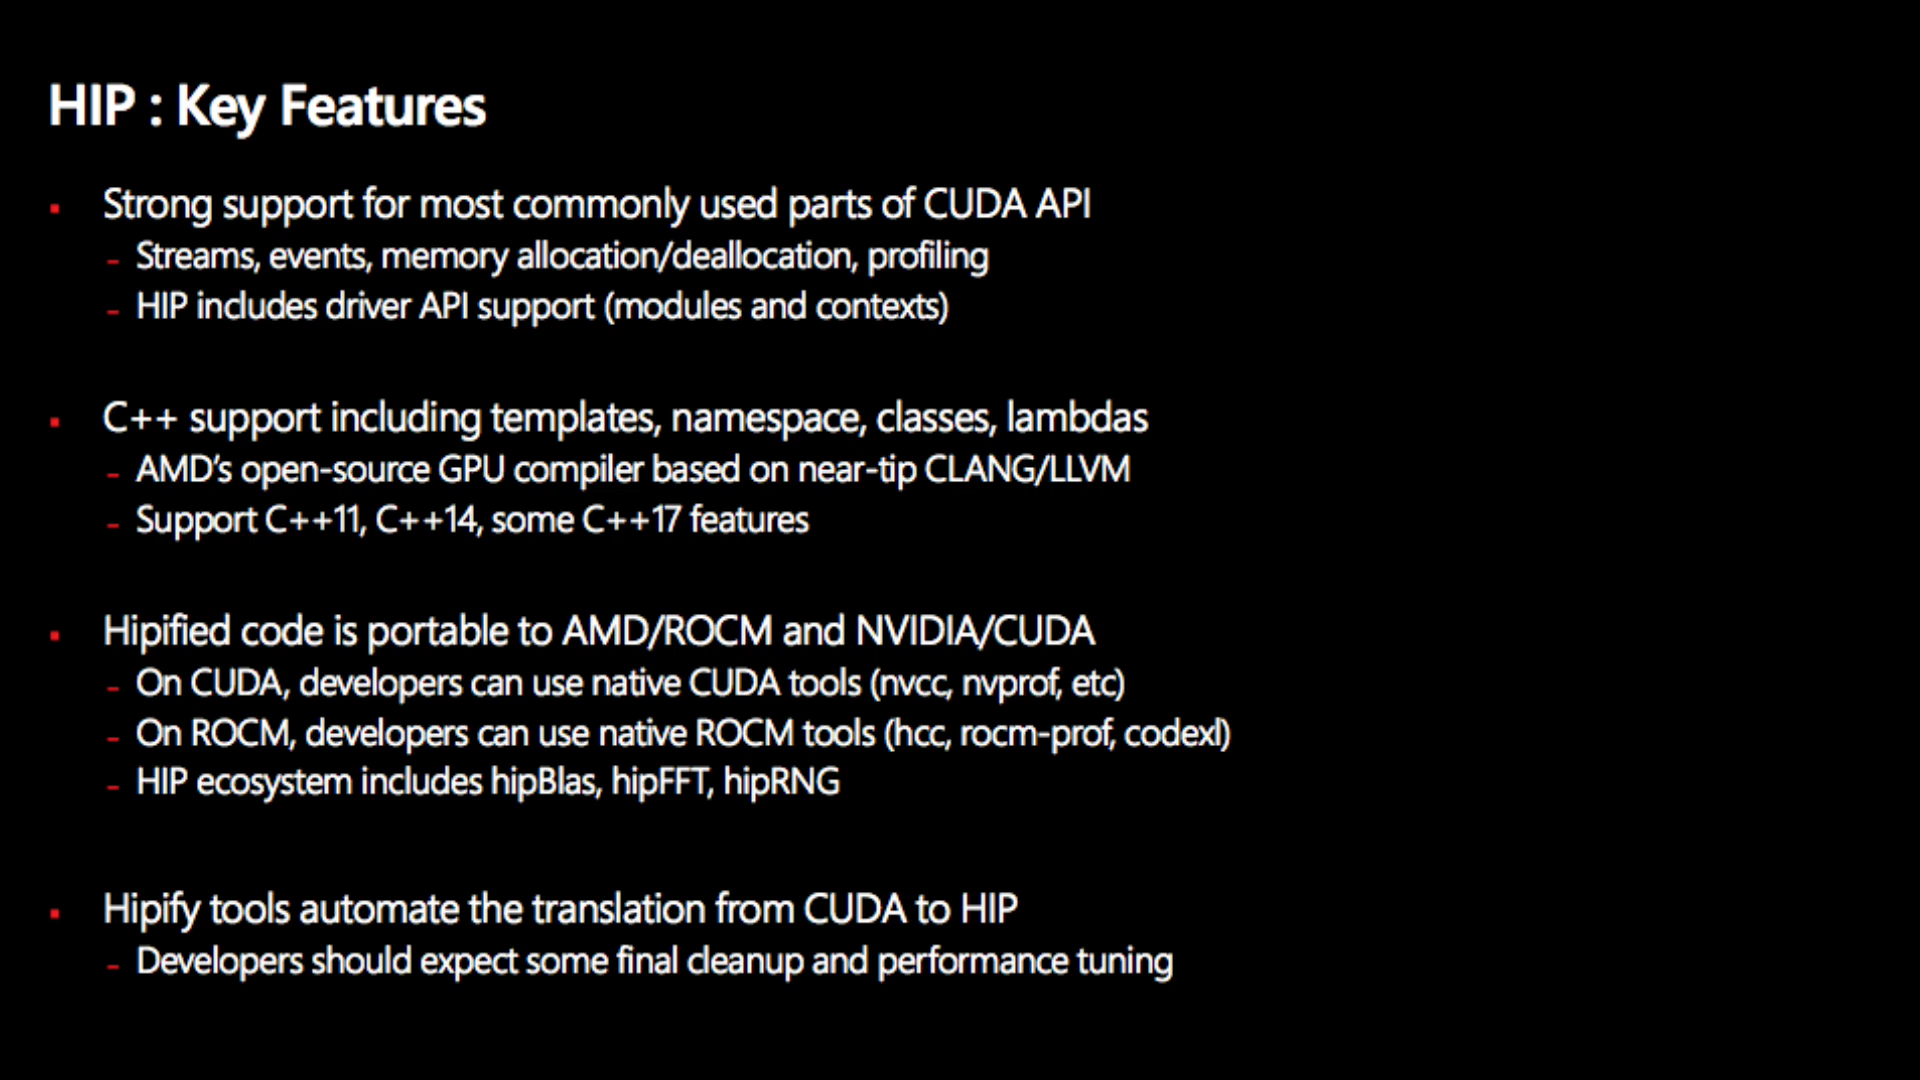 HIP : Key Features
▪ Strong support for most commonly used parts of CUDA API
- Streams, events, memory allocation/deallocation, profiling
- HIP includes driver API support (modules and contexts)
▪ C++ support including templates, namespace, classes, lambdas
- AMD's open-source GPU compiler based on near-tip CLANG/LLVM
- Support C++11, C++14, some C++17 features
▪ Hipified code is portable to AMD/ROCM and NVIDIA/CUDA
- On CUDA, developers can use native CUDA tools (nvcc, nvprof, etc)
- On ROCM, developers can use native ROCM tools (hcc, rocm-prof, codexl)
- HIP ecosystem includes hipBlas, hipFFT, hipRNG
▪ Hipify tools automate the translation from CUDA to HIP
- Developers should expect some final cleanup and performance tuning